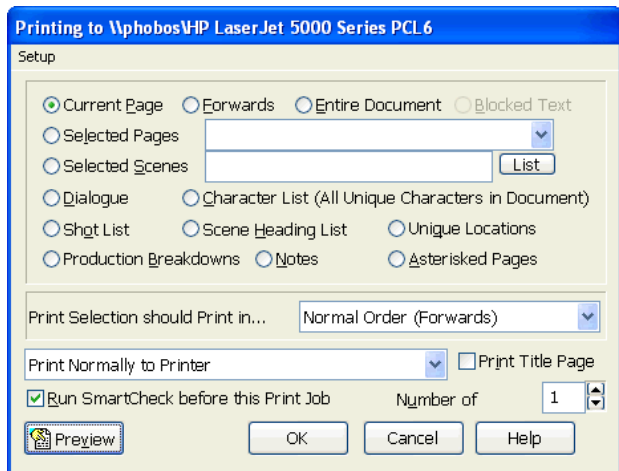 Printing to \\phobos\HP LaserJet 5000 Series PCL6
Setup
Current Page Forwards Entire Document Blocked Text
Selected Pages
Selected Scenes List
Dialogue Character List (All Unique Characters in Document)
Shot List Scene Heading List Unique Locations
Production Breakdowns Notes Asterisked Pages
Print Selection should Print in... Normal Order (Forwards)
Print Normally to Printer Print Title Page
Run SmartCheck before this Print Job Number of 1
Preview OK Cancel Help